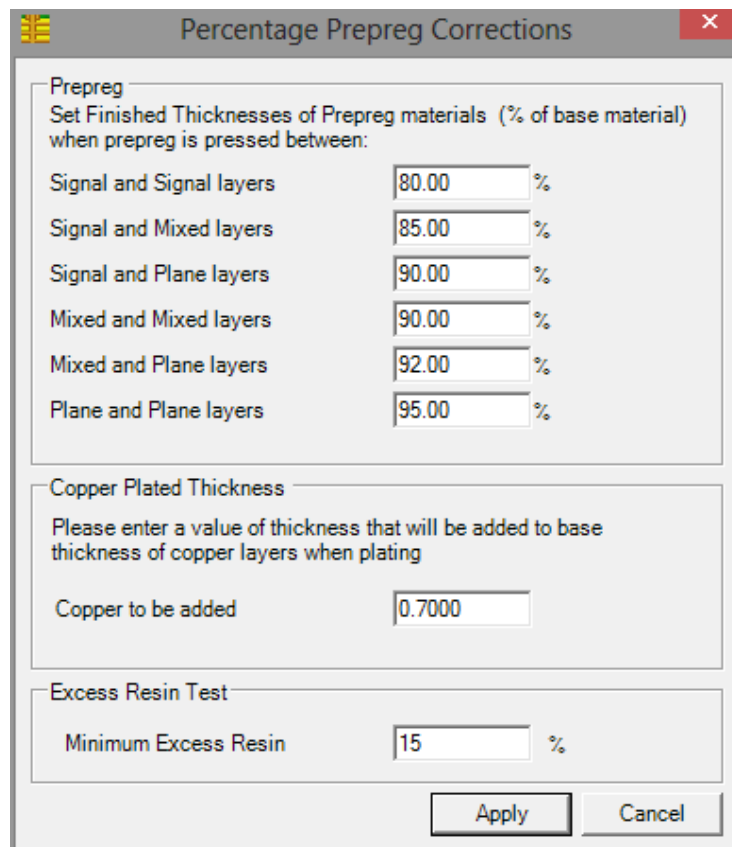 Percentage Prepreg Corrections
Prepreg
Set Finished Thicknesses of Prepreg materials (% of base material)
when prepreg is pressed between:
Signal and Signal layers 80.00 %
Signal and Mixed layers 85.00 %
Signal and Plane layers 90.00 %
Mixed and Mixed layers 90.00 %
Mixed and Plane layers 92.00 %
Plane and Plane layers 95.00 %
Copper Plated Thickness
Please enter a value of thickness that will be added to base
thickness of copper layers when plating
Copper to be added 0.7000
Excess Resin Test
Minimum Excess Resin 15 %
Apply Cancel